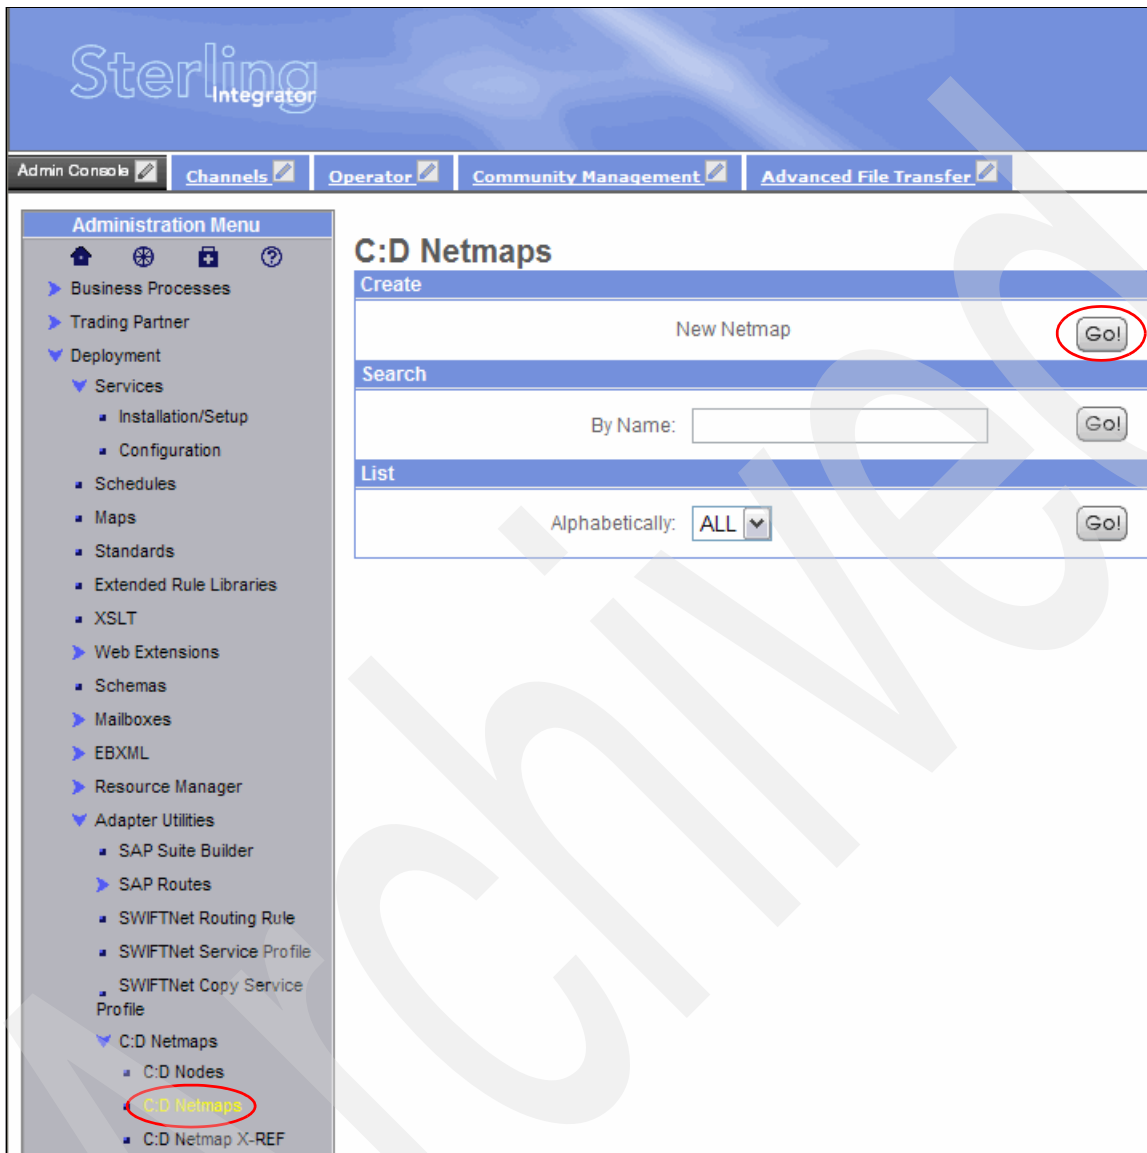 Sterling
Integrator
Admin Console
Channels
Operator
Community Management
Advanced File Transfer
Administration Menu
Business Processes
Trading Partner
Deployment
Services
Installation/Setup
Configuration
Schedules
Maps
Standards
Extended Rule Libraries
XSLT
Web Extensions
Schemas
Mailboxes
EBXML
Resource Manager
Adapter Utilities
SAP Suite Builder
SAP Routes
SWIFTNet Routing Rule
SWIFTNet Service Profile
SWIFTNet Copy Service
Profile
C:D Netmaps
C:D Nodes
C:D Netmaps
C:D Netmap X-REF
C:D Netmaps
Create
New Netmap
Go!
Search
By Name:
Go!
List
Alphabetically: ALL
Go!
Archived